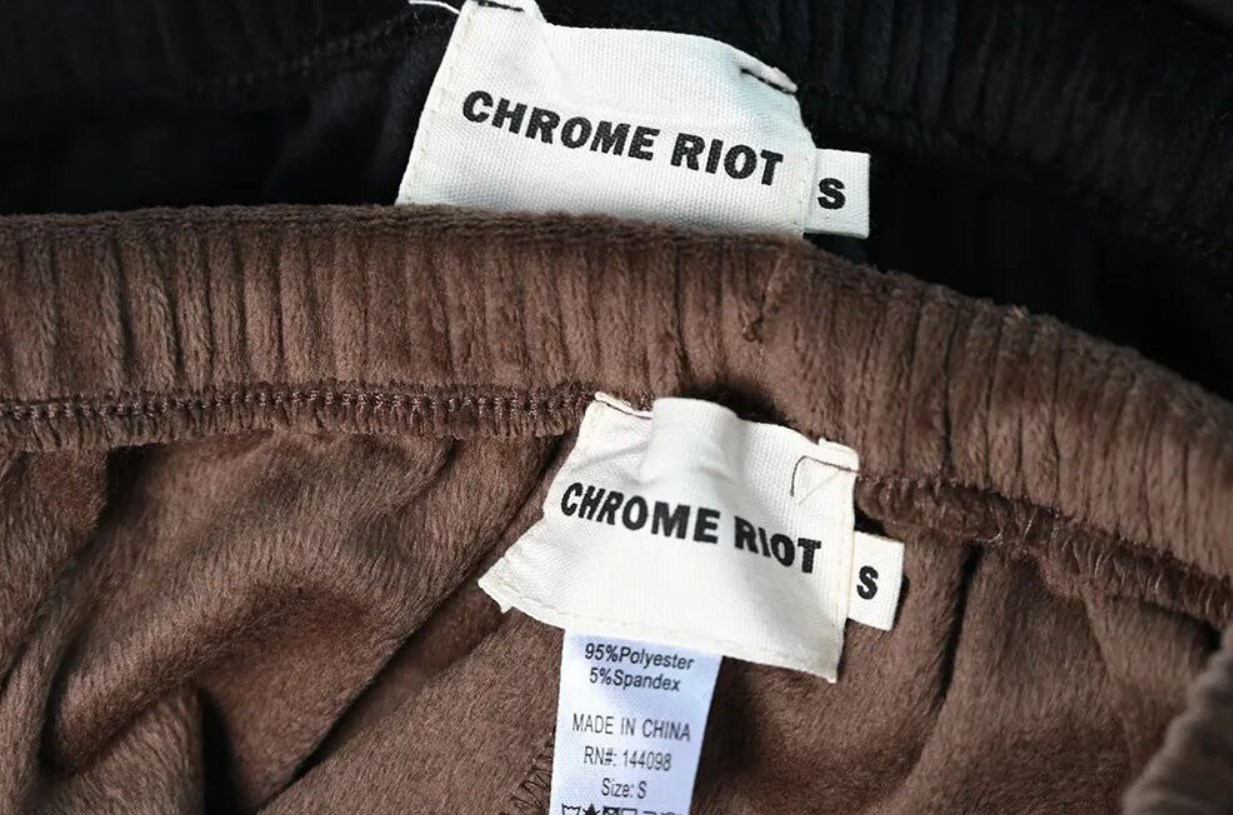 CHROME RIOT
S
CHROME RIOT
S
95%Polyester
5%Spandex
MADE IN CHINA
RN#: 144098
Size: S